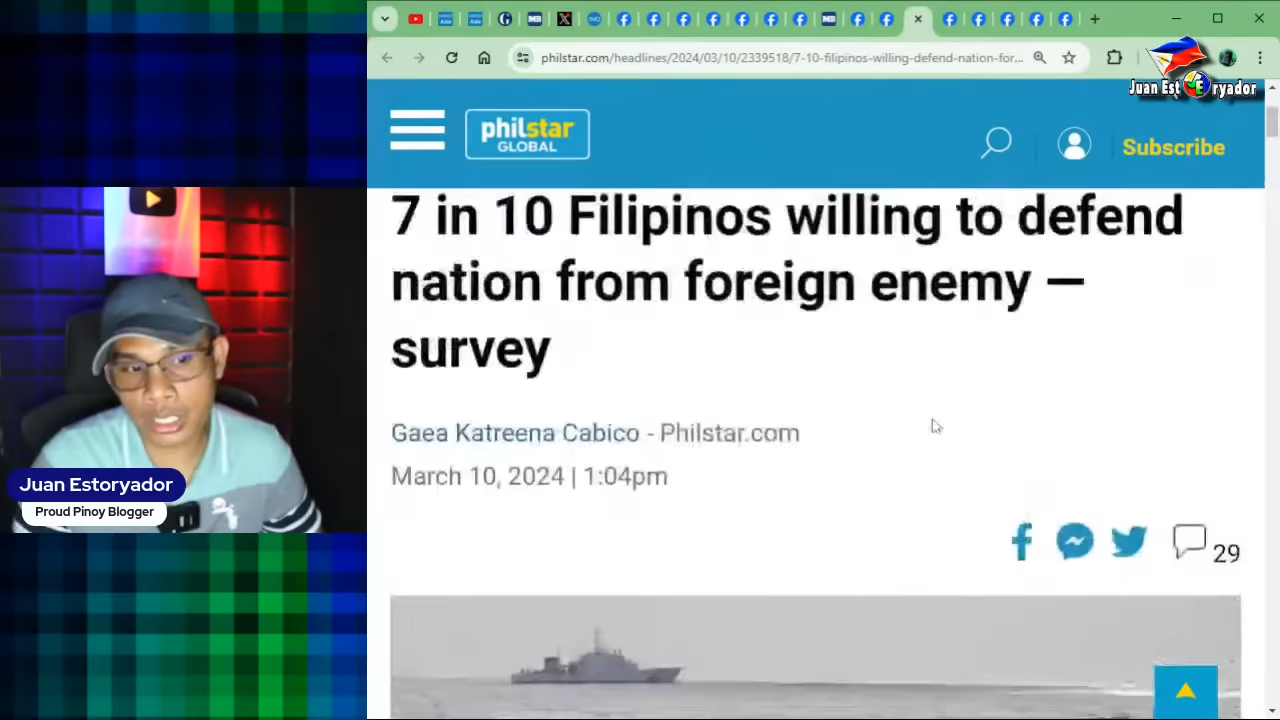 philstar.com/headlines/2024/03/10/2339518/7-10-filipinos-willing-defend-nation-for...
Juan Est ryador
philstar
GLOBAL
Subscribe
7 in 10 Filipinos willing to defend
nation from foreign enemy —
survey
Gaea Katreena Cabico - Philstar.com
March 10, 2024 | 1:04pm
29
Juan Estoryador
Proud Pinoy Blogger